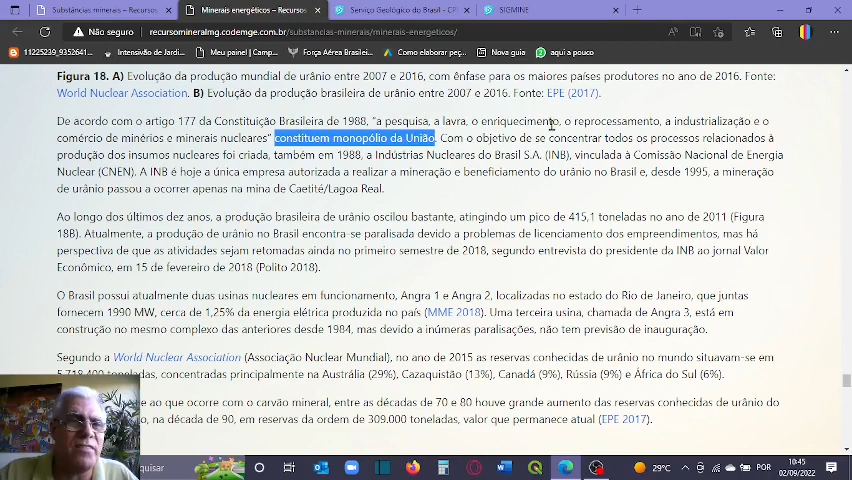 Substâncias minerais – Recursos
Minerais energéticos – Recursos
Serviço Geológico do Brasil - CP
SIGMINE
Não seguro
recursomineralmg.codemge.com.br/substancias-minerais/minerais-energeticos/
11225239_9352641...
Intensivão de Jardi...
Meu painel | Camp...
Força Aérea Brasilei...
Como elaborar peç...
Nova guia
aqui a pouco
Figura 18. A) Evolução da produção mundial de urânio entre 2007 e 2016, com ênfase para os maiores países produtores no ano de 2016. Fonte:
World Nuclear Association. B) Evolução da produção brasileira de urânio entre 2007 e 2016. Fonte: EPE (2017).
De acordo com o artigo 177 da Constituição Brasileira de 1988, "a pesquisa, a lavra, o enriquecimento, o reprocessamento, a industrialização e o
comércio de minérios e minerais nucleares" constituem monopólio da União. Com o objetivo de se concentrar todos os processos relacionados à
produção dos insumos nucleares foi criada, também em 1988, a Indústrias Nucleares do Brasil S.A. (INB), vinculada à Comissão Nacional de Energia
Nuclear (CNEN). A INB é hoje a única empresa autorizada a realizar a mineração e beneficiamento do urânio no Brasil e, desde 1995, a mineração
de urânio passou a ocorrer apenas na mina de Caetité/Lagoa Real.
Ao longo dos últimos dez anos, a produção brasileira de urânio oscilou bastante, atingindo um pico de 415,1 toneladas no ano de 2011 (Figura
18B). Atualmente, a produção de urânio no Brasil encontra-se paralisada devido a problemas de licenciamento dos empreendimentos, mas há
perspectiva de que as atividades sejam retomadas ainda no primeiro semestre de 2018, segundo entrevista do presidente da INB ao jornal Valor
Econômico, em 15 de fevereiro de 2018 (Polito 2018).
O Brasil possui atualmente duas usinas nucleares em funcionamento, Angra 1 e Angra 2, localizadas no estado do Rio de Janeiro, que juntas
fornecem 1990 MW, cerca de 1,25% da energia elétrica produzida no país (MME 2018). Uma terceira usina, chamada de Angra 3, está em
construção no mesmo complexo das anteriores desde 1984, mas devido a inúmeras paralisações, não tem previsão de inauguração.
Segundo a World Nuclear Association (Associação Nuclear Mundial), no ano de 2015 as reservas conhecidas de urânio no mundo situavam-se em
5.718.400 toneladas, concentradas principalmente na Austrália (29%), Cazaquistão (13%), Canadá (9%), Rússia (9%) e África do Sul (6%).
ao que ocorre com o carvão mineral, entre as décadas de 70 e 80 houve grande aumento das reservas conhecidas de urânio do
na década de 90, em reservas da ordem de 309.000 toneladas, valor que permanece atual (EPE 2017).
quisar
29°C
POR
10:45
02/09/2022